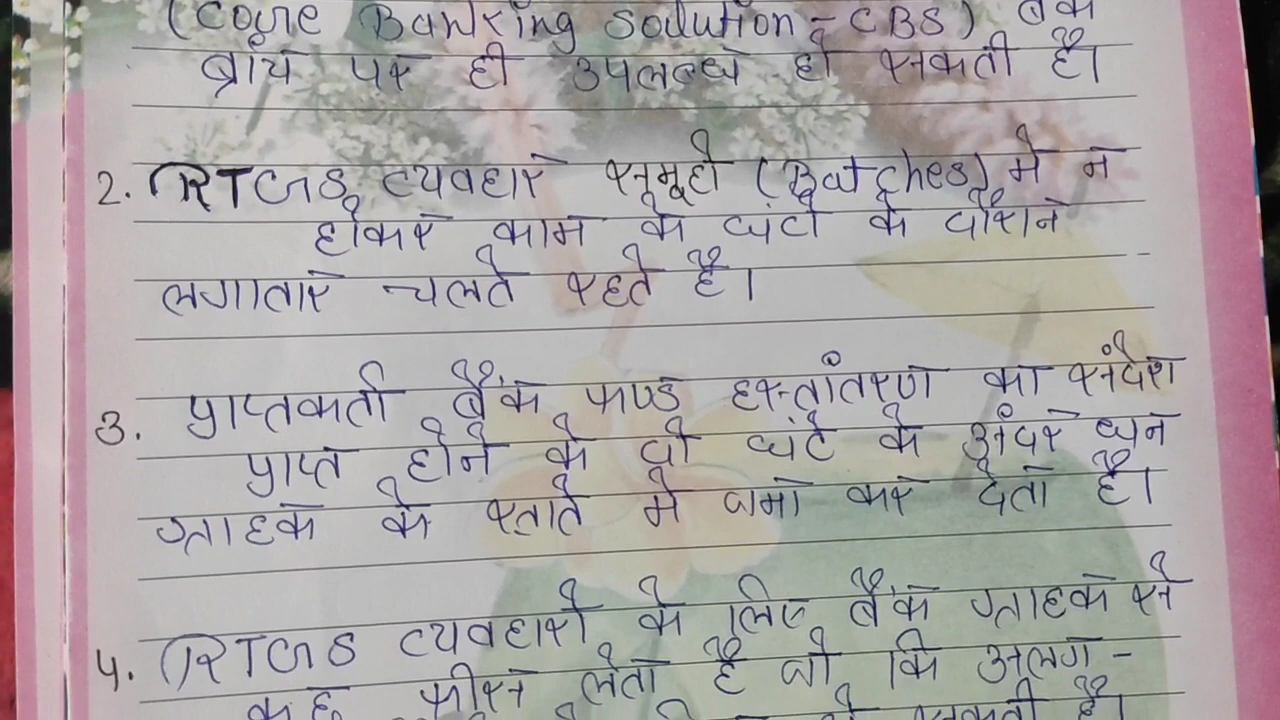 (Core Banking Solution - CBS) बैंक
ब्रांच पर ही उपलब्ध हो सकती है।
2. RTGS व्यवहार समूहों (Batches) में न
होकर काम के घंटों के दौरान
लगातार चलते रहते है।
3. प्राप्तकर्ता बैंक फण्ड हस्तांतरण का संदेश
प्राप्त होने के दो घंटे के अंदर धन
ग्राहक के खाते में जमा कर देता है।
4. RTGS व्यवहारों के लिए बैंक ग्राहक से
कुछ फीस लेता है जो कि अलग -
सकती है।